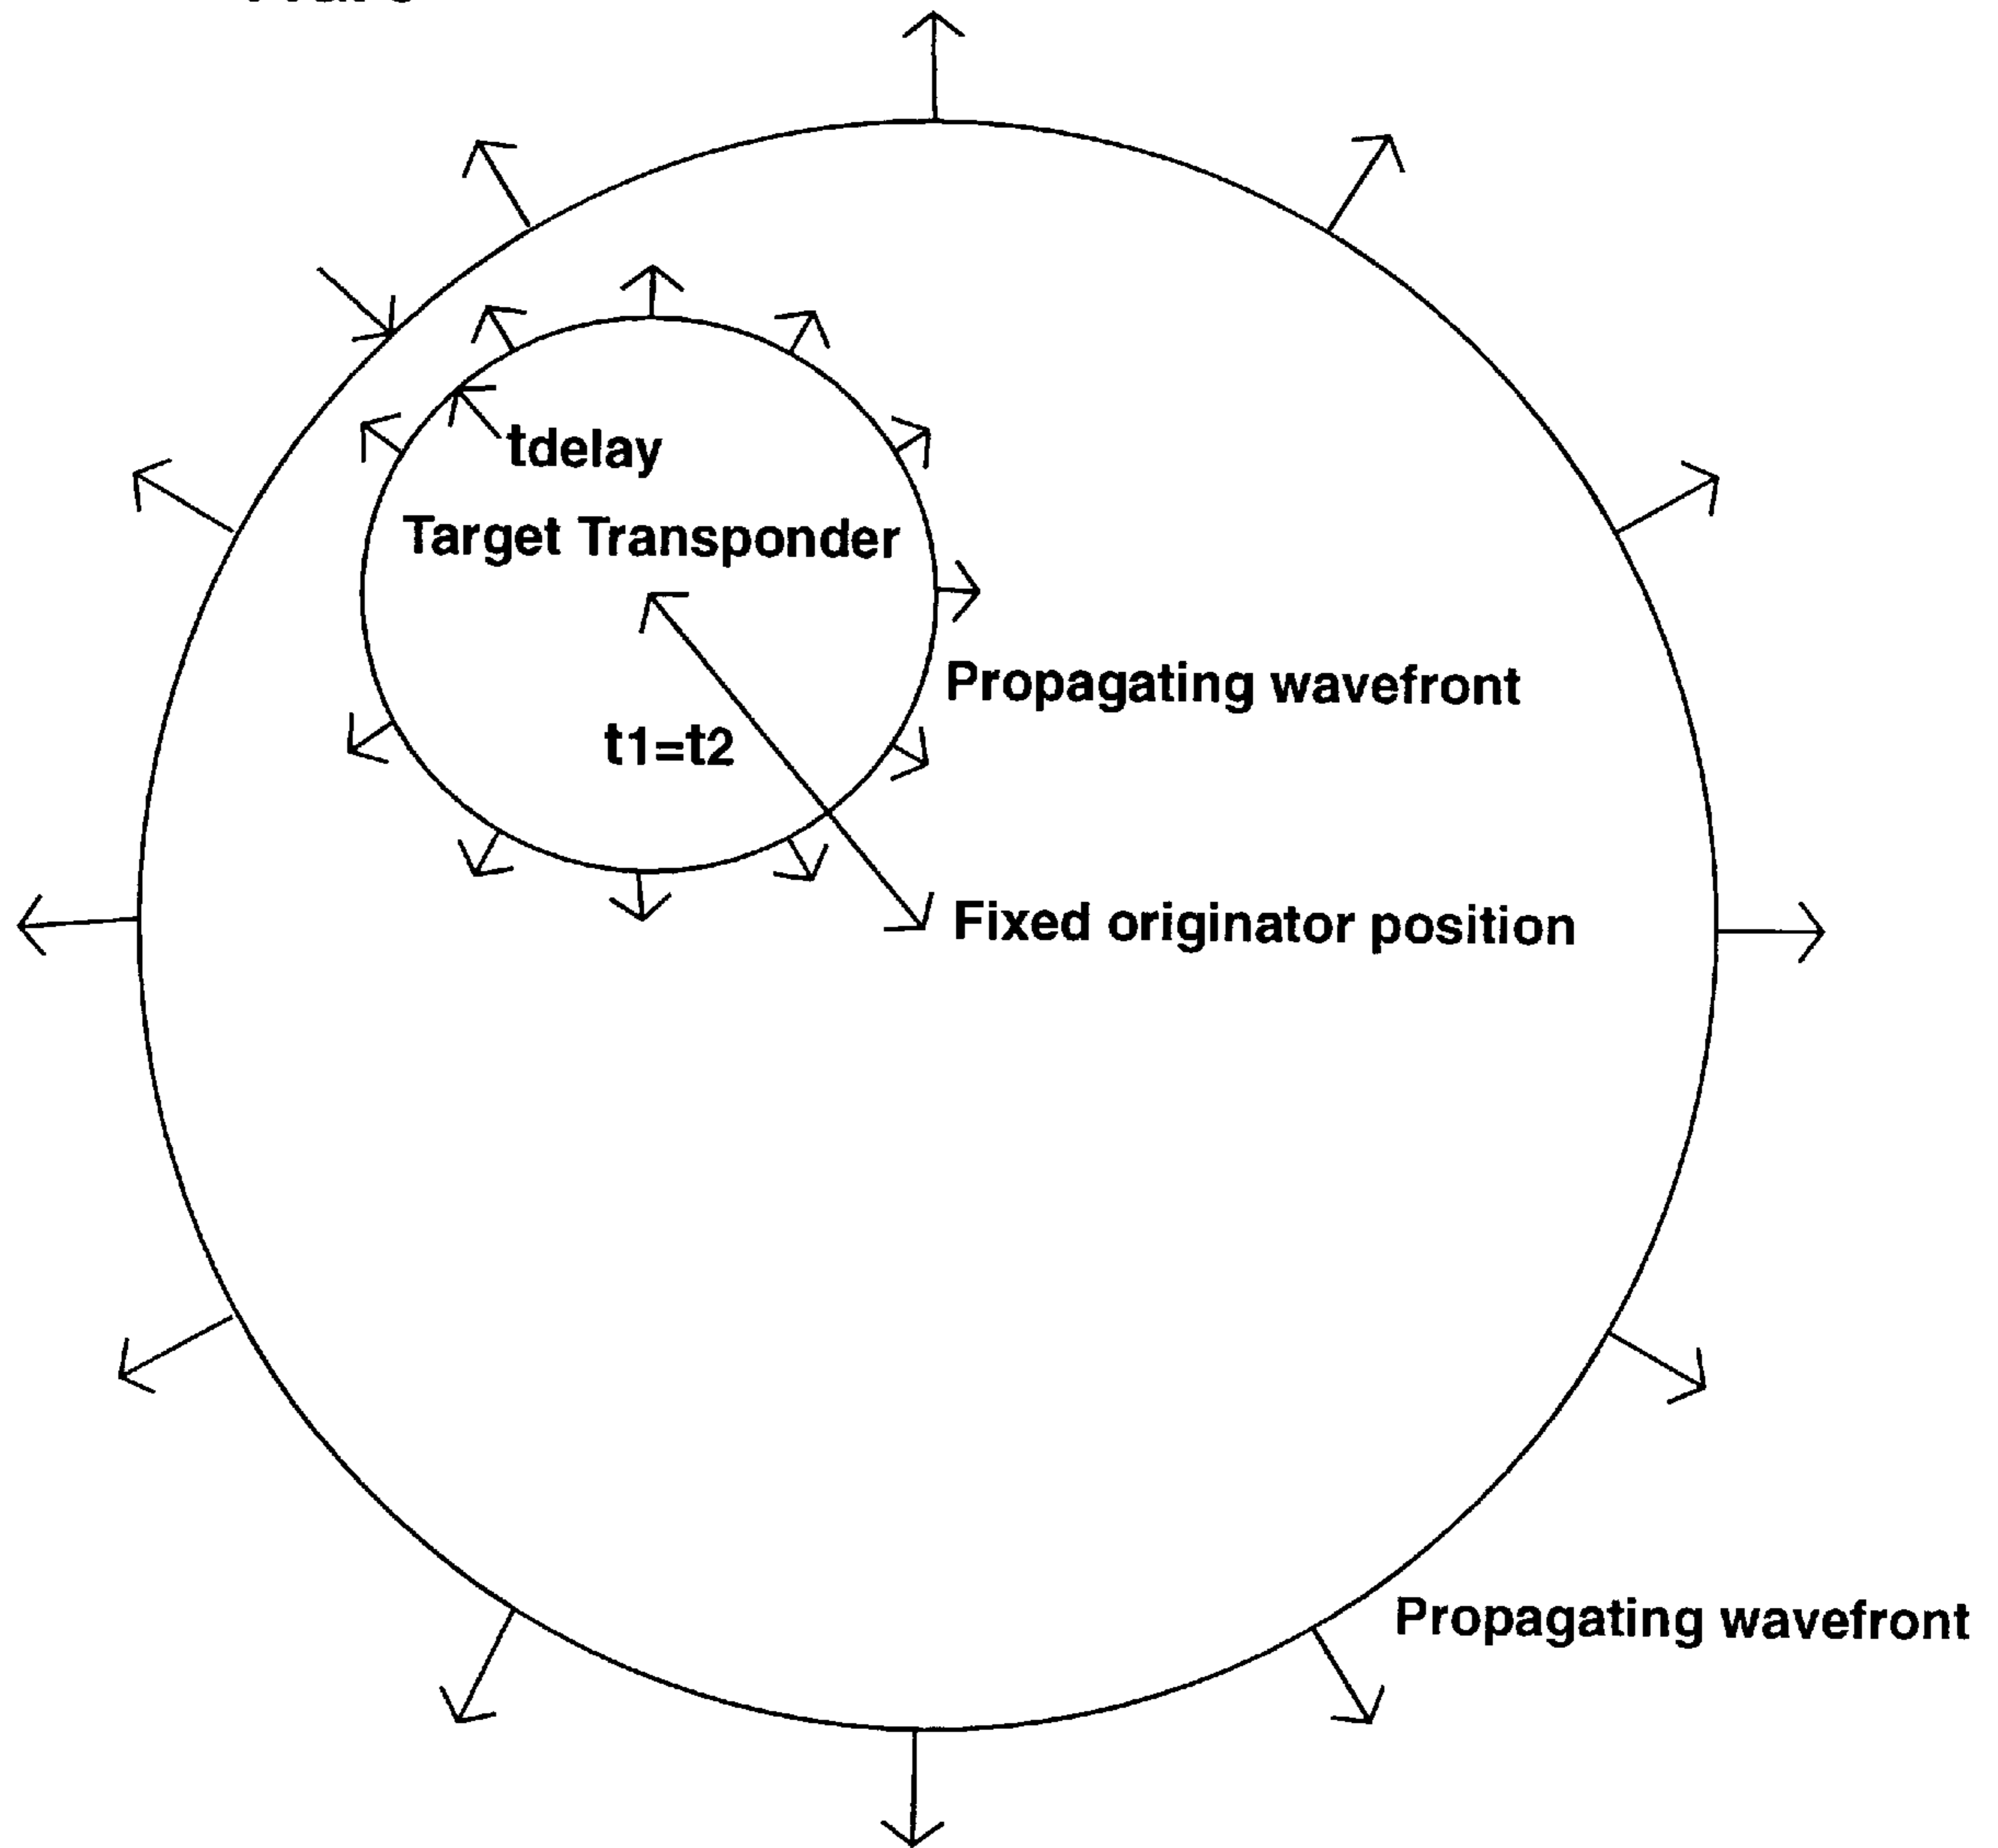 tdelay
Target Transponder
Propagating wavefront
t1=t2
Fixed originator position
Propagating wavefront